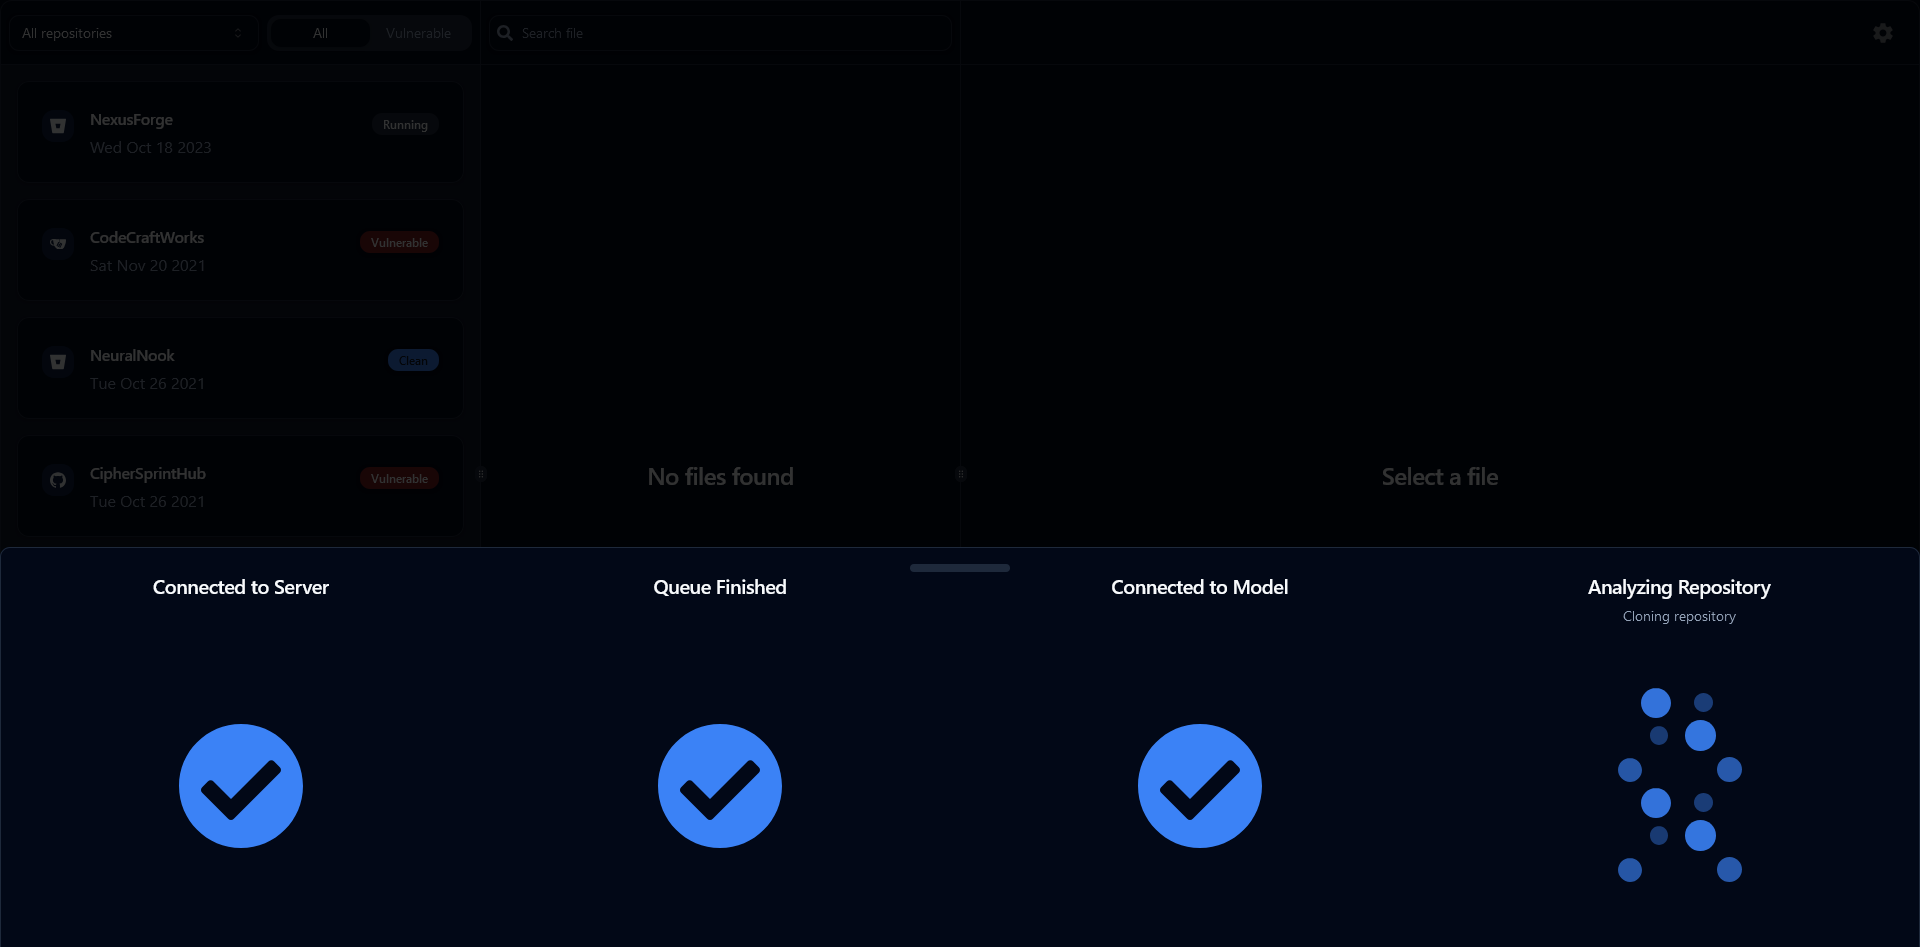 All repositories
All
Vulnerable
Search file
NexusForge
Running
Wed Oct 18 2023
CodeCraftWorks
Vulnerable
Sat Nov 20 2021
NeuralNook
Clean
Tue Oct 26 2021
CipherSprintHub
Vulnerable
Tue Oct 26 2021
No files found
Select a file
Connected to Server
Queue Finished
Connected to Model
Analyzing Repository
Cloning repository